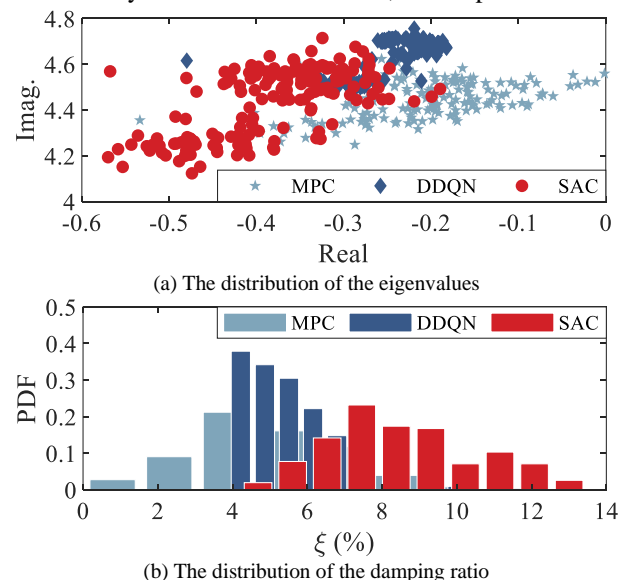 4.8
4.6
4.4
4.2
4
Imag.
MPC DDQN SAC
-0.6 -0.5 -0.4 -0.3 -0.2 -0.1 0
Real
(a) The distribution of the eigenvalues
0.5
0.4
0.3
0.2
0.1
0
PDF
MPC DDQN SAC
0 2 4 6 8 10 12 14
ξ (%)
(b) The distribution of the damping ratio